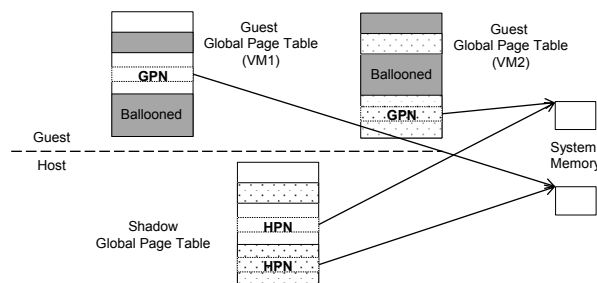 Guest
Global Page Table
(VM1)
GPN
Ballooned
Guest
Global Page Table
(VM2)
Ballooned
GPN
Guest
Host
System
Memory
Shadow
Global Page Table
HPN
HPN